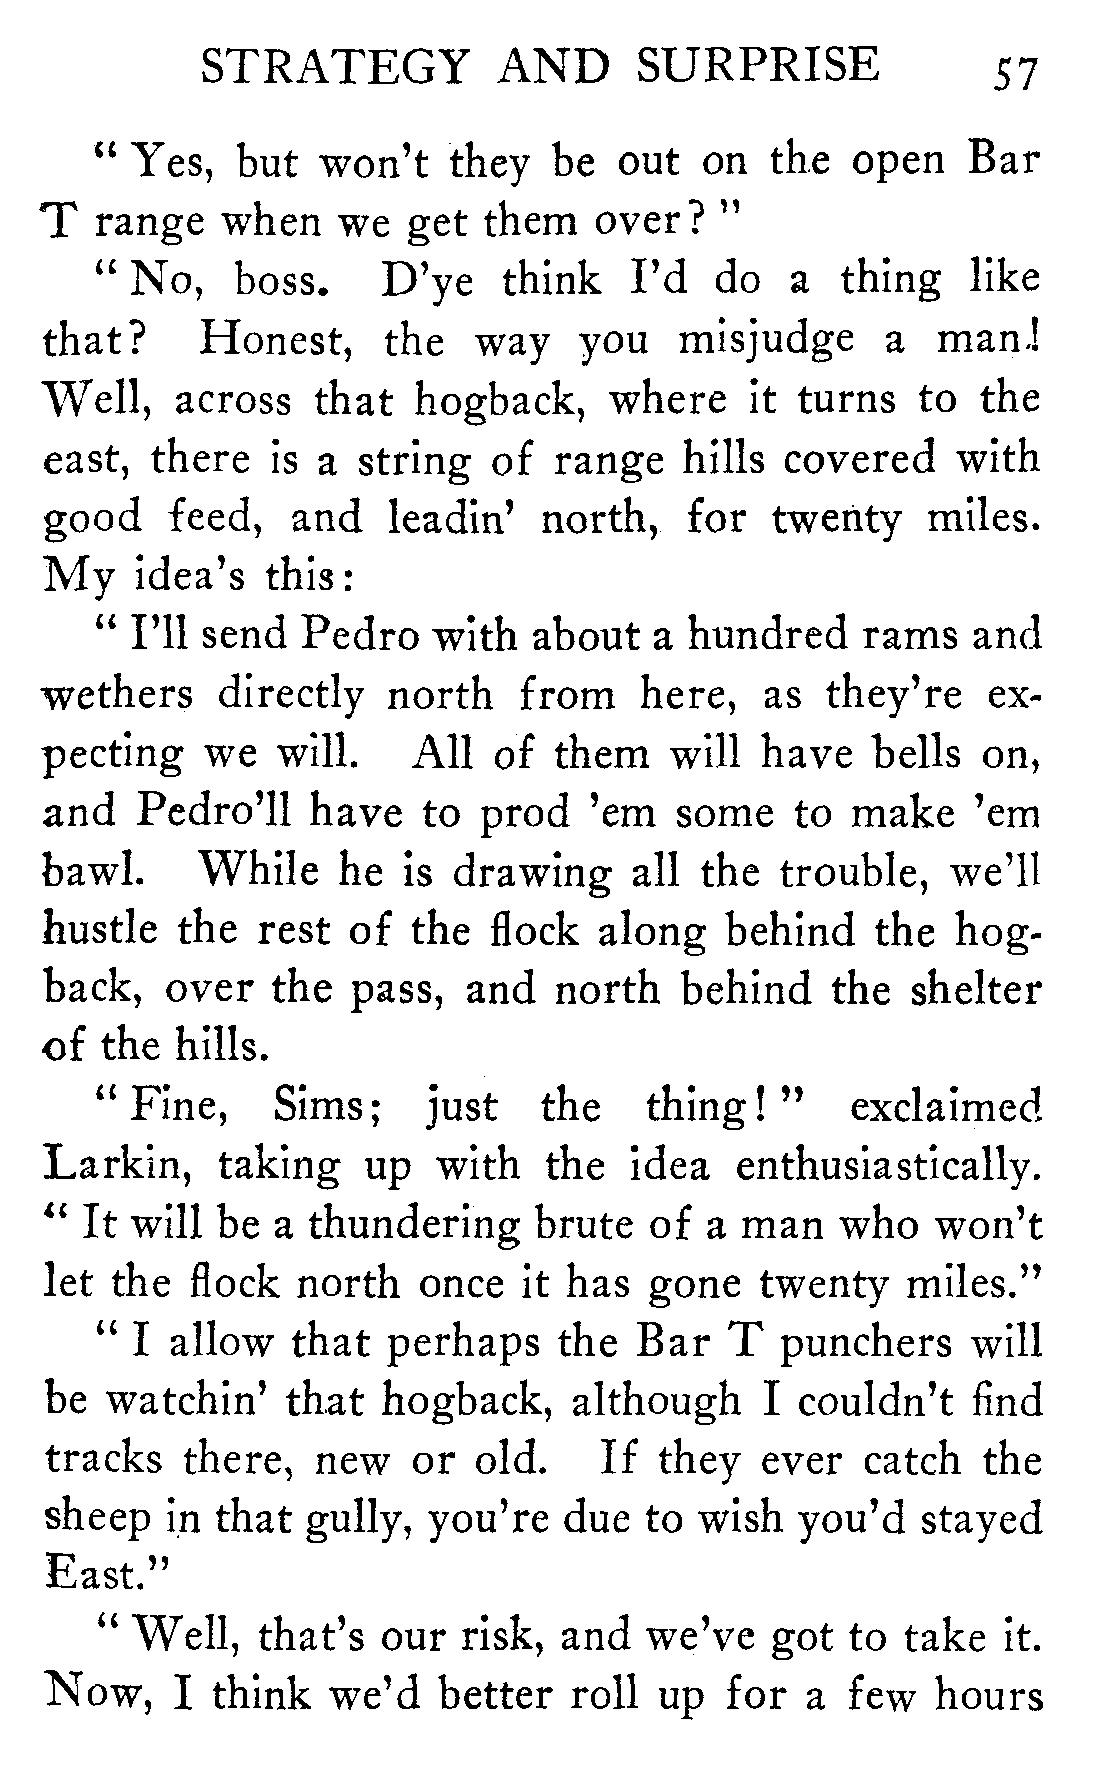 STRATEGY AND SURPRISE 57
" Yes, but won't they be out on the open Bar
T range when we get them over? "
" No, boss. D'ye think I'd do a thing like
that? Honest, the way you misjudge a man!
Well, across that hogback, where it turns to the
east, there is a string of range hills covered with
good feed, and leadin' north, for twenty miles.
My idea's this:
" I'll send Pedro with about a hundred rams and
wethers directly north from here, as they're ex-
pecting we will. All of them will have bells on,
and Pedro'll have to prod 'em some to make 'em
bawl. While he is drawing all the trouble, we'll
hustle the rest of the flock along behind the hog-
back, over the pass, and north behind the shelter
of the hills.
" Fine, Sims; just the thing! " exclaimed
Larkin, taking up with the idea enthusiastically.
" It will be a thundering brute of a man who won't
let the flock north once it has gone twenty miles."
" I allow that perhaps the Bar T punchers will
be watchin' that hogback, although I couldn't find
tracks there, new or old. If they ever catch the
sheep in that gully, you're due to wish you'd stayed
East."
" Well, that's our risk, and we've got to take it.
Now, I think we'd better roll up for a few hours